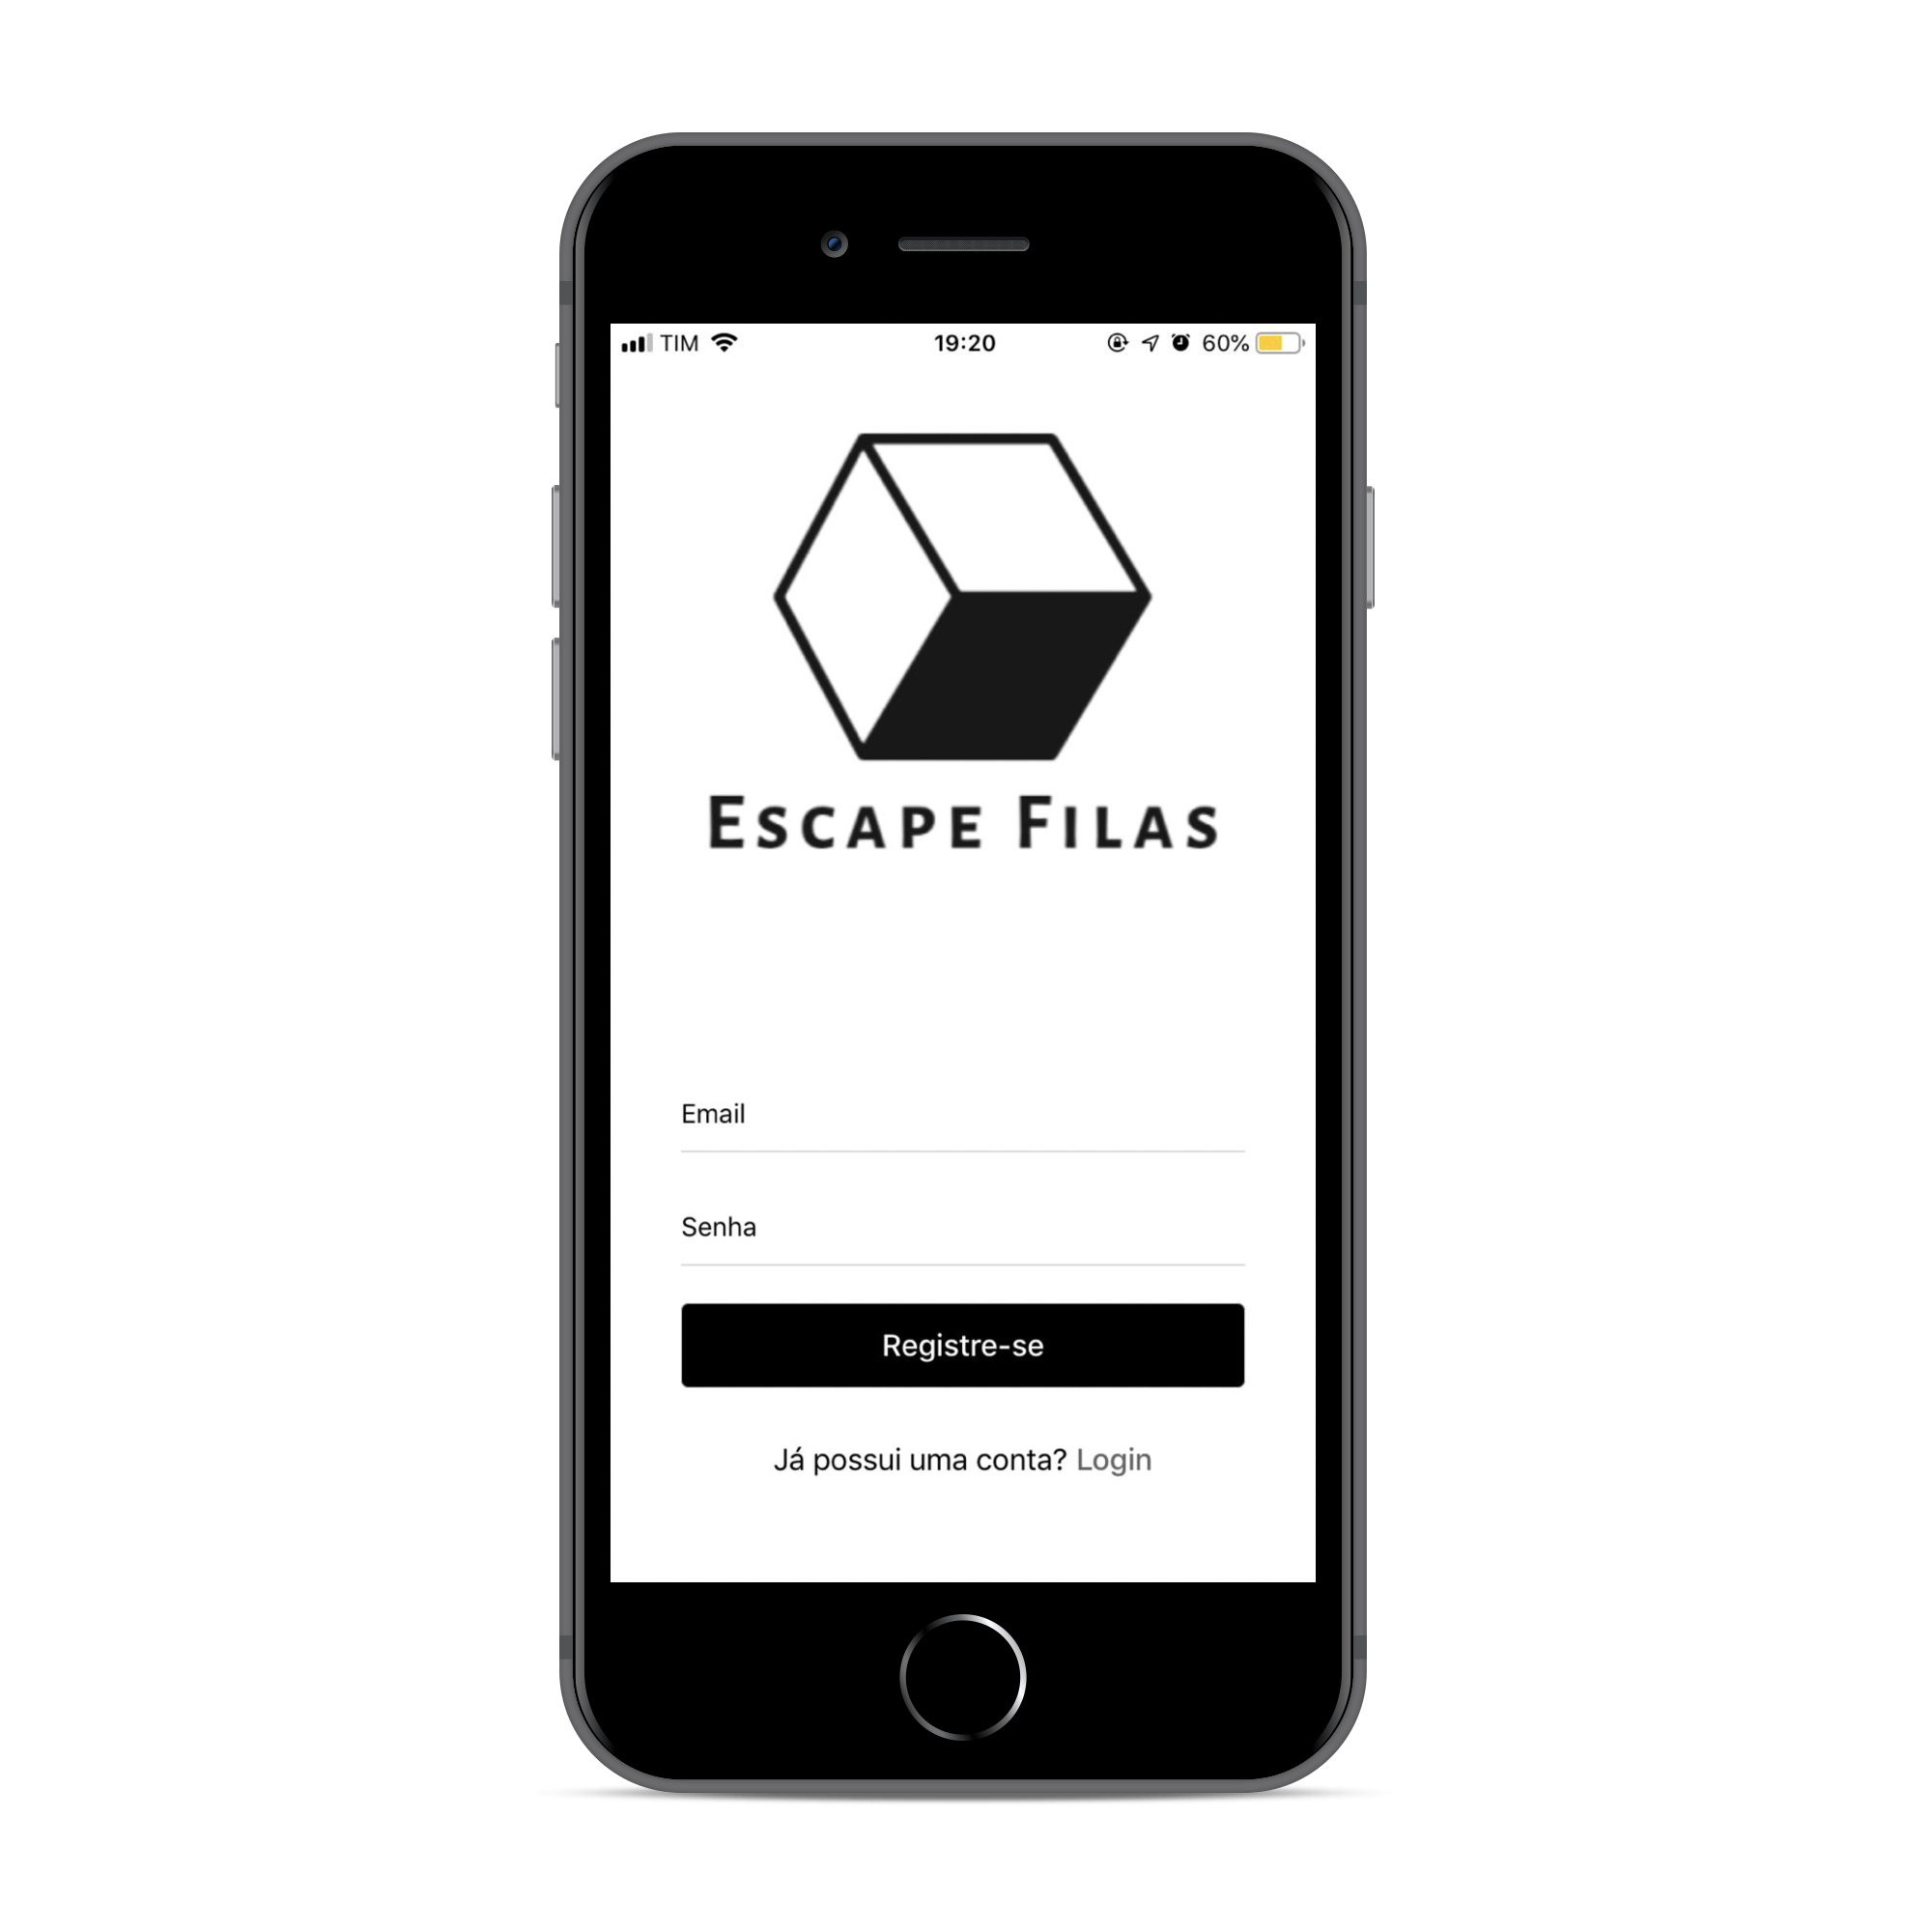 TIM 19:20 60%
Escape Filas
Email
Senha
Registre-se
Já possui uma conta? Login